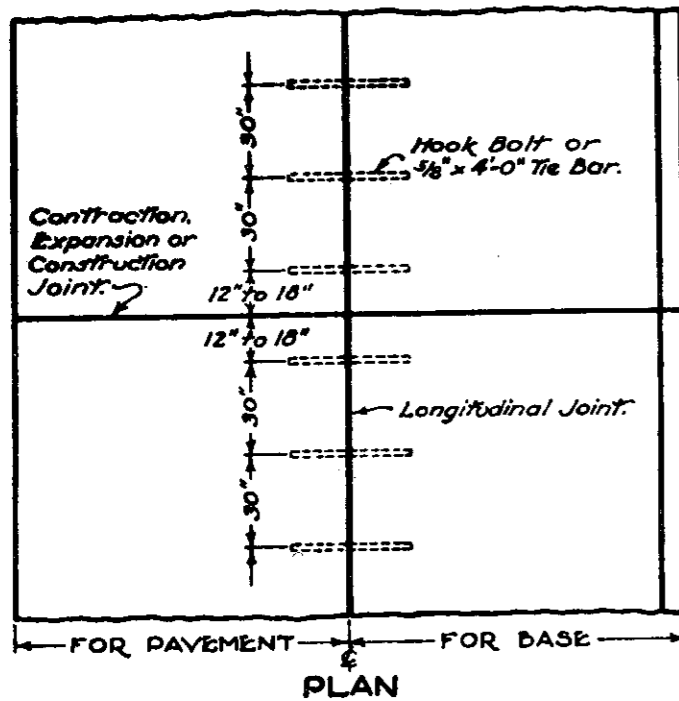 30"
Hook Bolt or
5/8" x 4'-0" Tie Bar.
30"
Contraction,
Expansion or
Construction
Joint.
12" to 18"
12" to 18"
30"
Longitudinal Joint.
30"
FOR PAVEMENT
℄
FOR BASE
PLAN